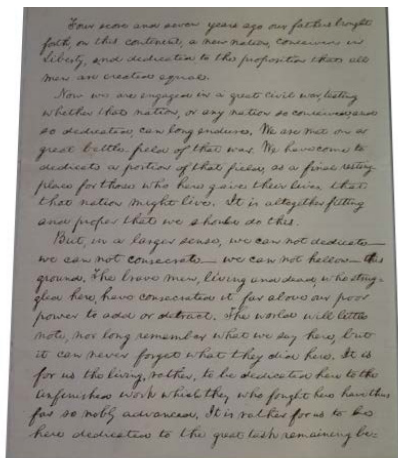 Four score and seven years ago our fathers brought
forth, on this continent, a new nation, conceived in
Liberty, and dedicated to the proposition that all
men are created equal.
Now we are engaged in a great civil war, testing
whether that nation, or any nation so conceived, and
so dedicated, can long endure. We are met on a
great battle field of that war. We have come to
dedicate a portion of that field, as a final resting
place for those who here gave their lives, that
that nation might live. It is altogether fitting
and proper that we should do this.
But, in a larger sense, we can not dedicate—
we can not consecrate— we can not hallow— this
ground. The brave men, living and dead, who strug-
gled here, have consecrated it far above our poor
power to add or detract. The world will little
note, nor long remember what we say here, but
it can never forget what they did here. It is
for us the living, rather, to be dedicated here to the
unfinished work which they who fought here have thus
far so nobly advanced. It is rather for us to be
here dedicated to the great task remaining be-